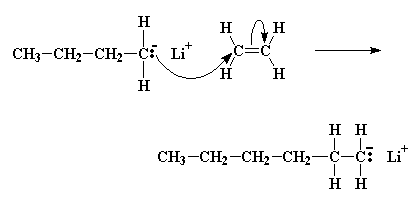 H H H
CH₃–CH₂–CH₂–C:⁻ Li⁺ C=C
H H H
H H
CH₃–CH₂–CH₂–CH₂–C–C:⁻ Li⁺
H H